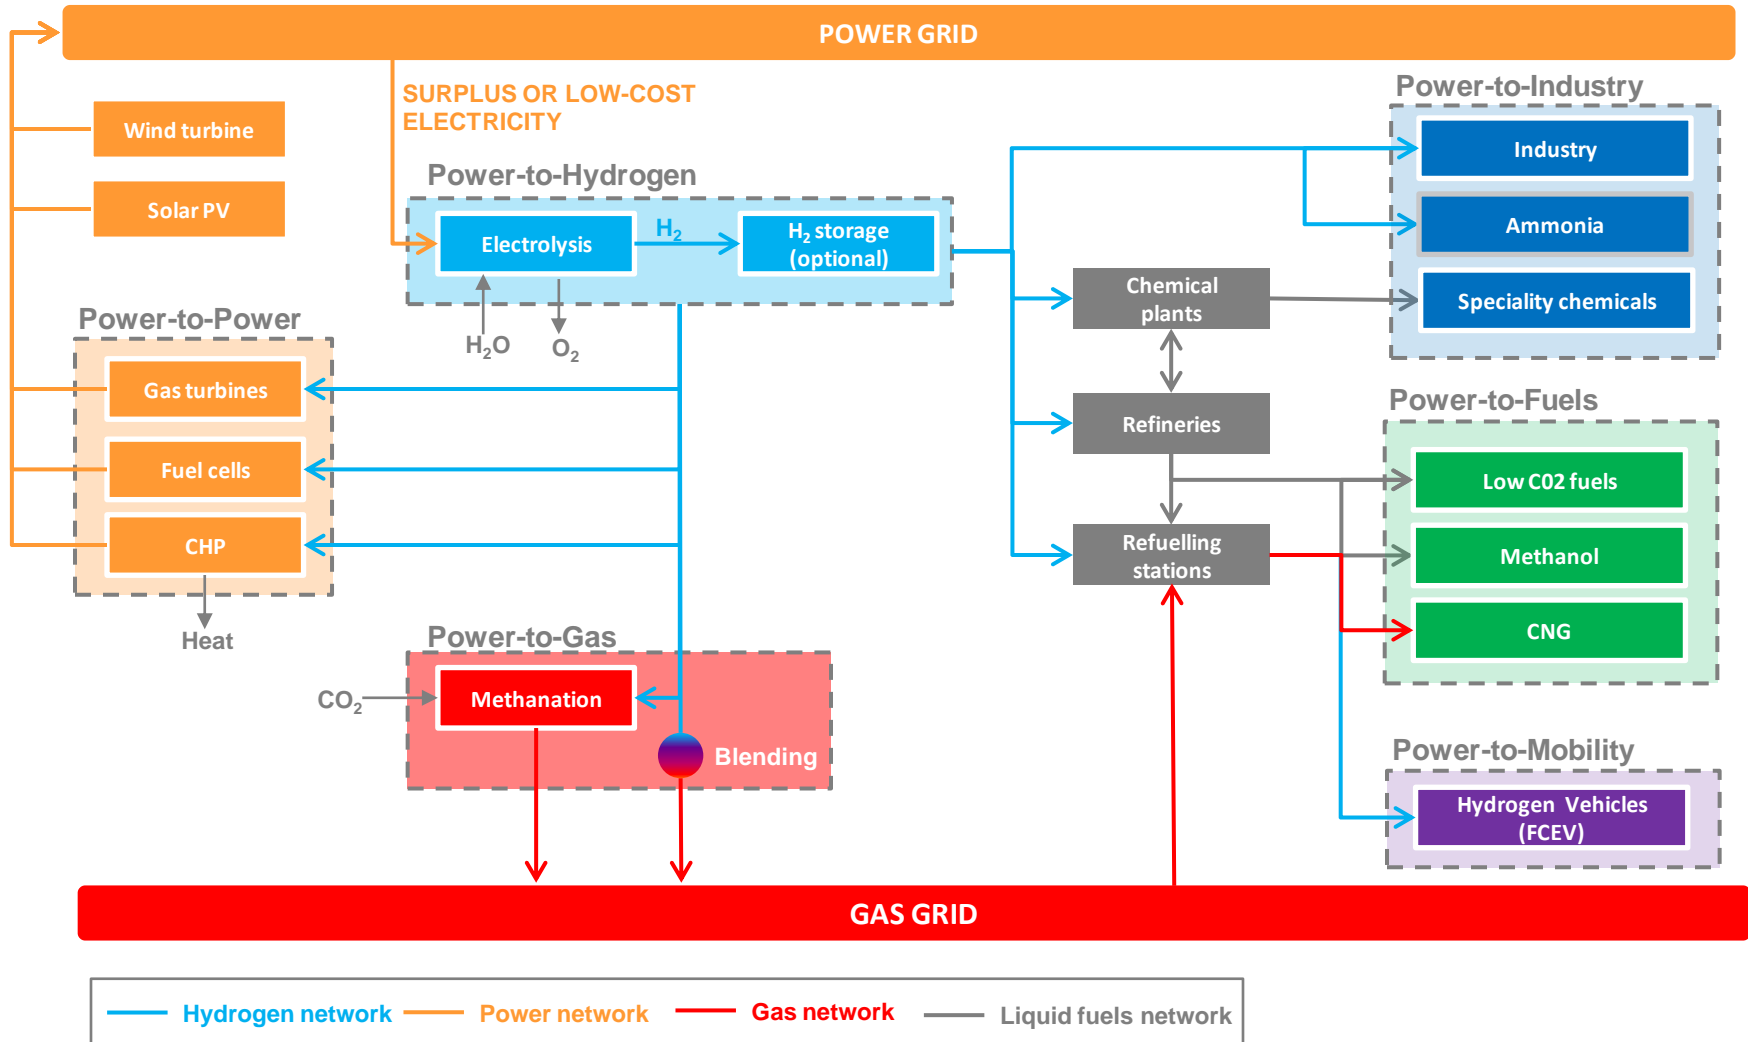 POWER GRID
SURPLUS OR LOW-COST
ELECTRICITY
Wind turbine
Solar PV
Power-to-Hydrogen
Electrolysis
H₂
H₂ storage
(optional)
H₂O
O₂
Power-to-Industry
Industry
Ammonia
Speciality chemicals
Chemical
plants
Refineries
Refuelling
stations
Power-to-Power
Gas turbines
Fuel cells
CHP
Heat
Power-to-Fuels
Low C02 fuels
Methanol
CNG
Power-to-Gas
CO₂
Methanation
Blending
Power-to-Mobility
Hydrogen Vehicles
(FCEV)
GAS GRID
Hydrogen network
Power network
Gas network
Liquid fuels network